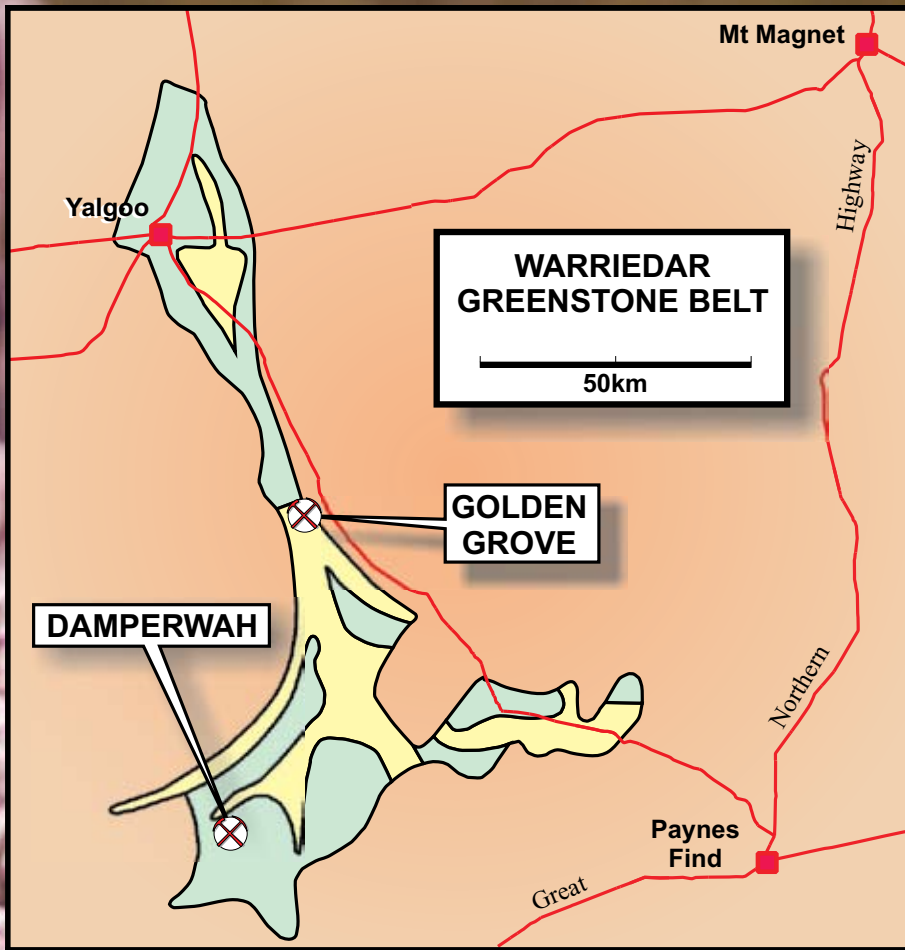 Mt Magnet
Highway
Yalgoo
WARRIEDAR
GREENSTONE BELT
50km
GOLDEN
GROVE
DAMPERWAH
Northern
Paynes
Find
Great